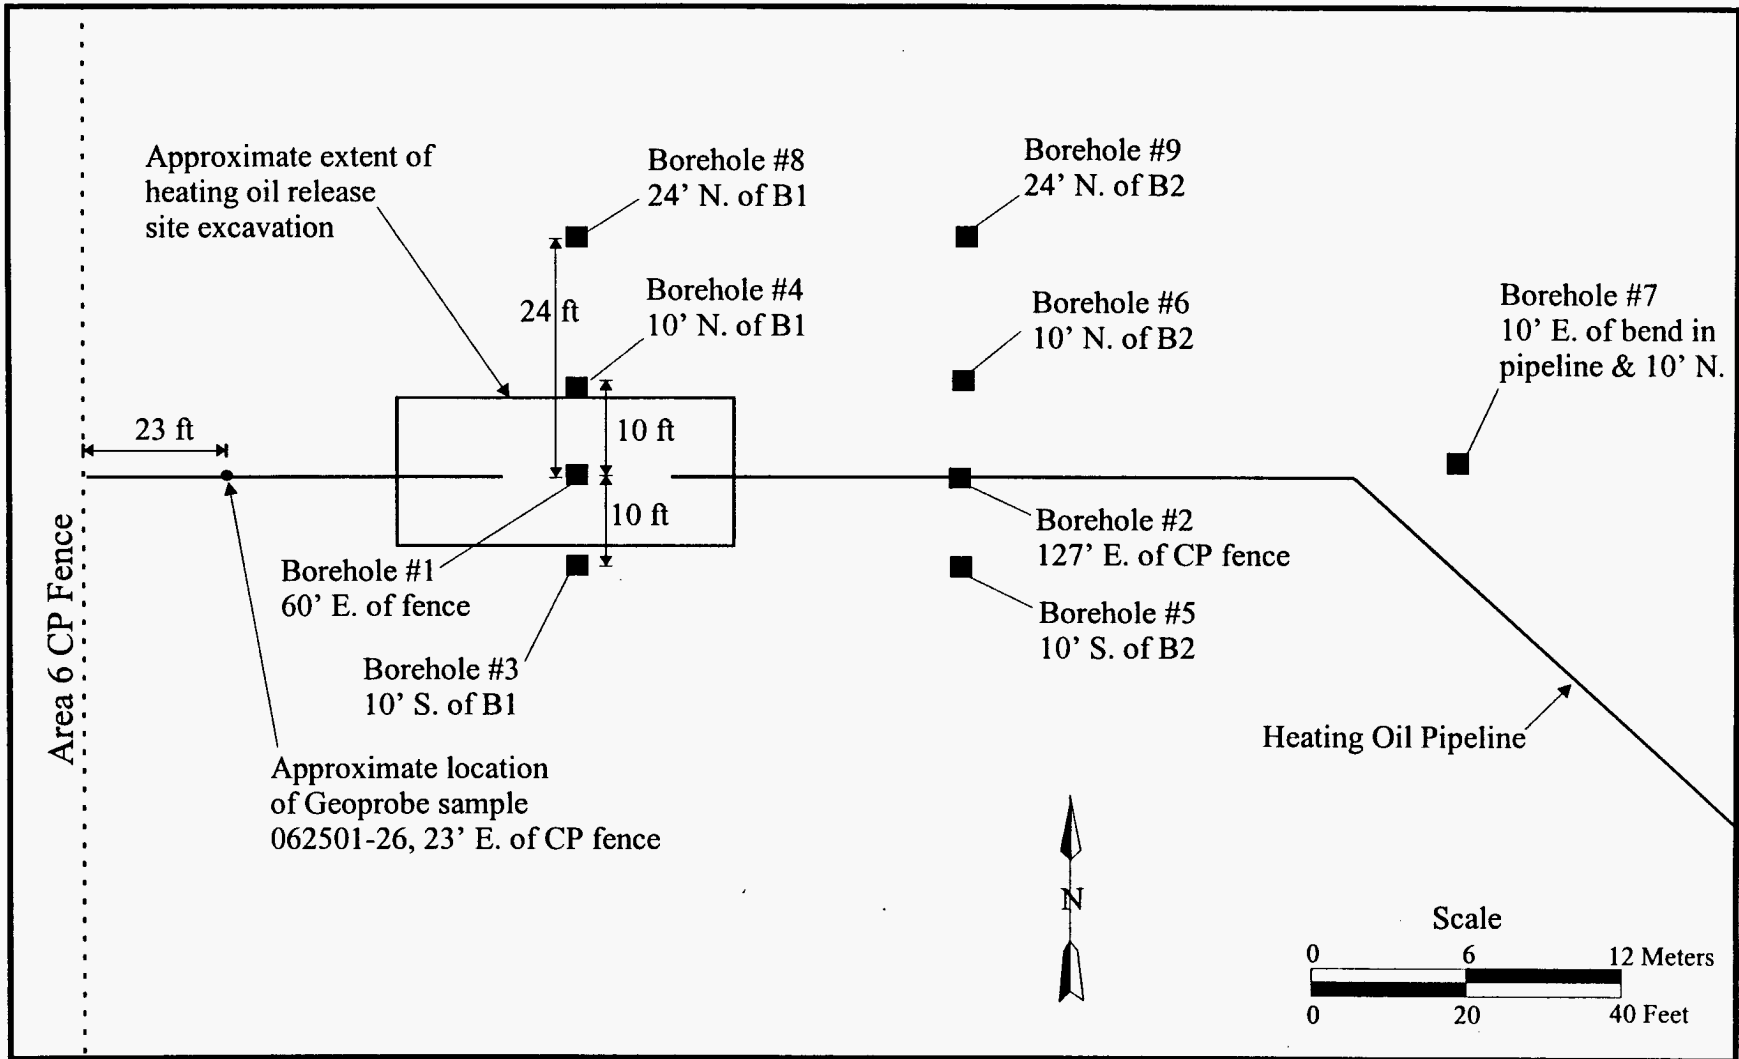 Approximate extent of
heating oil release
site excavation
Borehole #8
24' N. of B1
Borehole #9
24' N. of B2
Borehole #4
10' N. of B1
24 ft
Borehole #6
10' N. of B2
Borehole #7
10' E. of bend in
pipeline & 10' N.
23 ft
10 ft
10 ft
Area 6 CP Fence
Borehole #1
60' E. of fence
Borehole #2
127' E. of CP fence
Borehole #3
10' S. of B1
Borehole #5
10' S. of B2
Heating Oil Pipeline
Approximate location
of Geoprobe sample
062501-26, 23' E. of CP fence
N
Scale
0 6 12 Meters
0 20 40 Feet